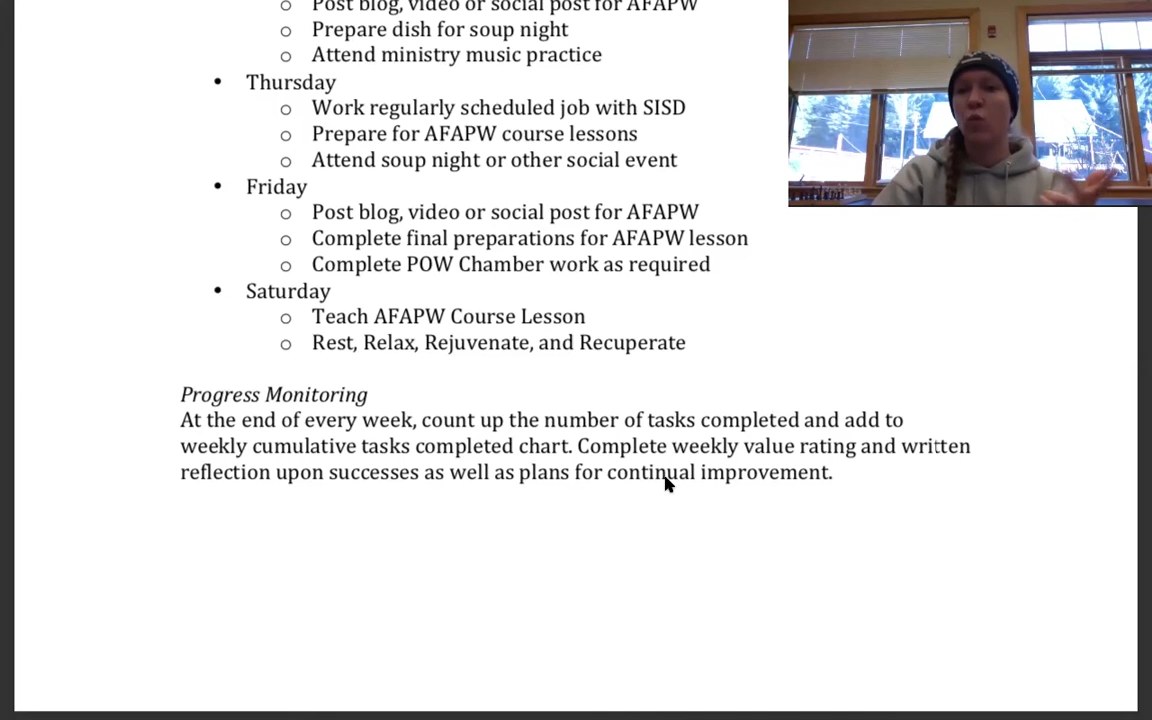 ○ Post blog, video or social post for AFAPW
○ Prepare dish for soup night
○ Attend ministry music practice
• Thursday
○ Work regularly scheduled job with SISD
○ Prepare for AFAPW course lessons
○ Attend soup night or other social event
• Friday
○ Post blog, video or social post for AFAPW
○ Complete final preparations for AFAPW lesson
○ Complete POW Chamber work as required
• Saturday
○ Teach AFAPW Course Lesson
○ Rest, Relax, Rejuvenate, and Recuperate
Progress Monitoring
At the end of every week, count up the number of tasks completed and add to
weekly cumulative tasks completed chart. Complete weekly value rating and written
reflection upon successes as well as plans for continual improvement.